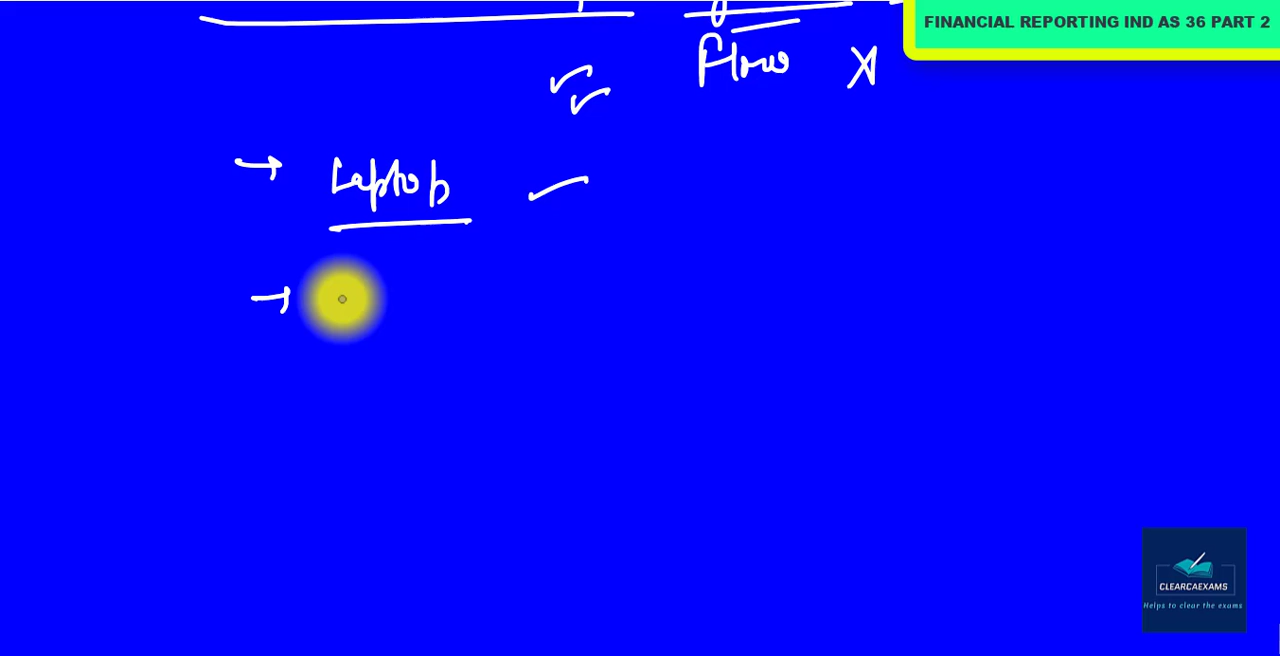 FINANCIAL REPORTING IND AS 36 PART 2
Flow X
→ Laptop ✓
→
CLEARCAEXAMS
Helps to clear the exams